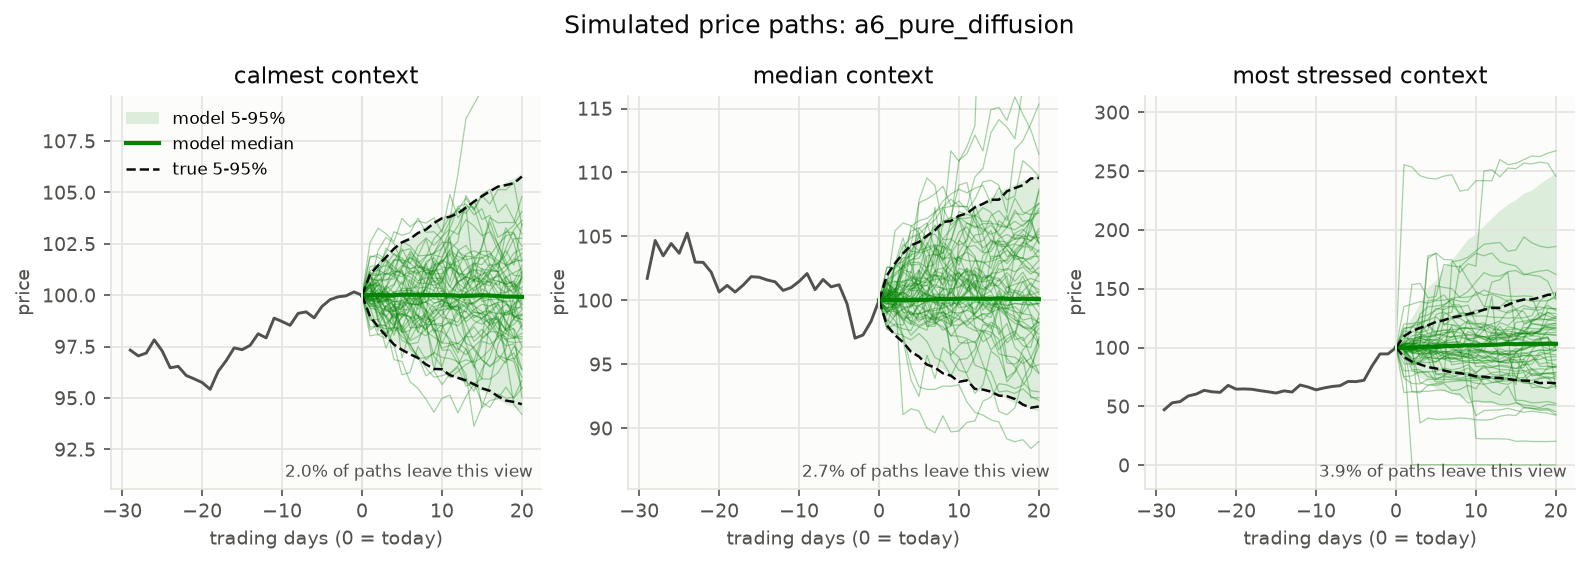 Simulated price paths: a6_pure_diffusion
calmest context
model 5-95%
model median
true 5-95%
107.5
105.0
102.5
100.0
97.5
95.0
92.5
price
2.0% of paths leave this view
−30 −20 −10 0 10 20
trading days (0 = today)
median context
115
110
105
100
95
90
price
2.7% of paths leave this view
−30 −20 −10 0 10 20
trading days (0 = today)
most stressed context
300
250
200
150
100
50
0
price
3.9% of paths leave this view
−30 −20 −10 0 10 20
trading days (0 = today)